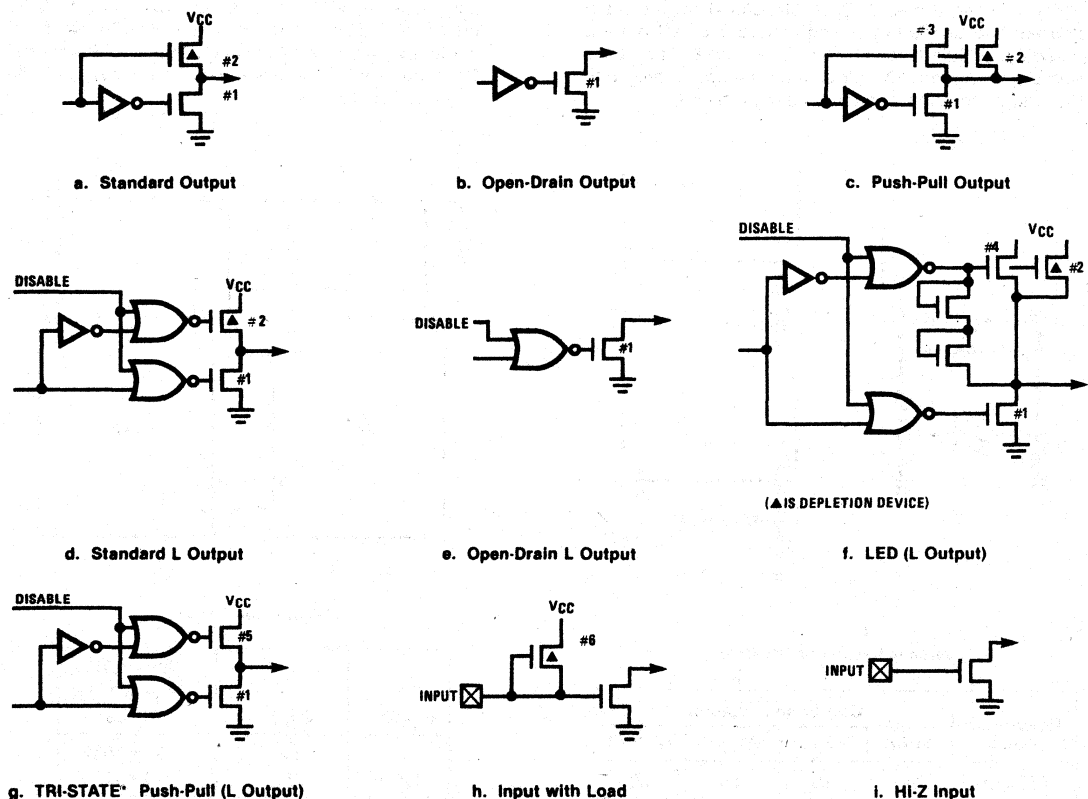 VCC
#2
#1
a. Standard Output
#1
b. Open-Drain Output
#3
VCC
#2
#1
c. Push-Pull Output
DISABLE
VCC
#2
#1
d. Standard L Output
DISABLE
#1
e. Open-Drain L Output
DISABLE
VCC
#4
#2
#1
(▲IS DEPLETION DEVICE)
f. LED (L Output)
DISABLE
VCC
#5
#1
g. TRI-STATE® Push-Pull (L Output)
VCC
#6
INPUT
h. Input with Load
INPUT
i. Hi-Z Input